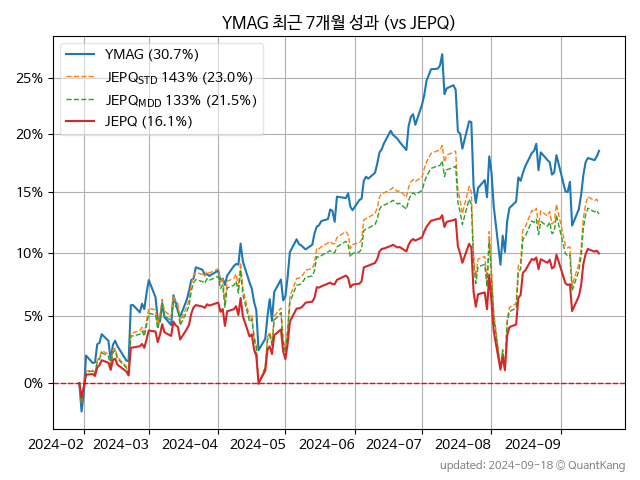 YMAG 최근 7개월 성과 (vs JEPQ)
YMAG (30.7%)
JEPQSTD 143% (23.0%)
JEPQMDD 133% (21.5%)
JEPQ (16.1%)
25%
20%
15%
10%
5%
0%
2024-02 2024-03 2024-04 2024-05 2024-06 2024-07 2024-08 2024-09
updated: 2024-09-18 © QuantKang